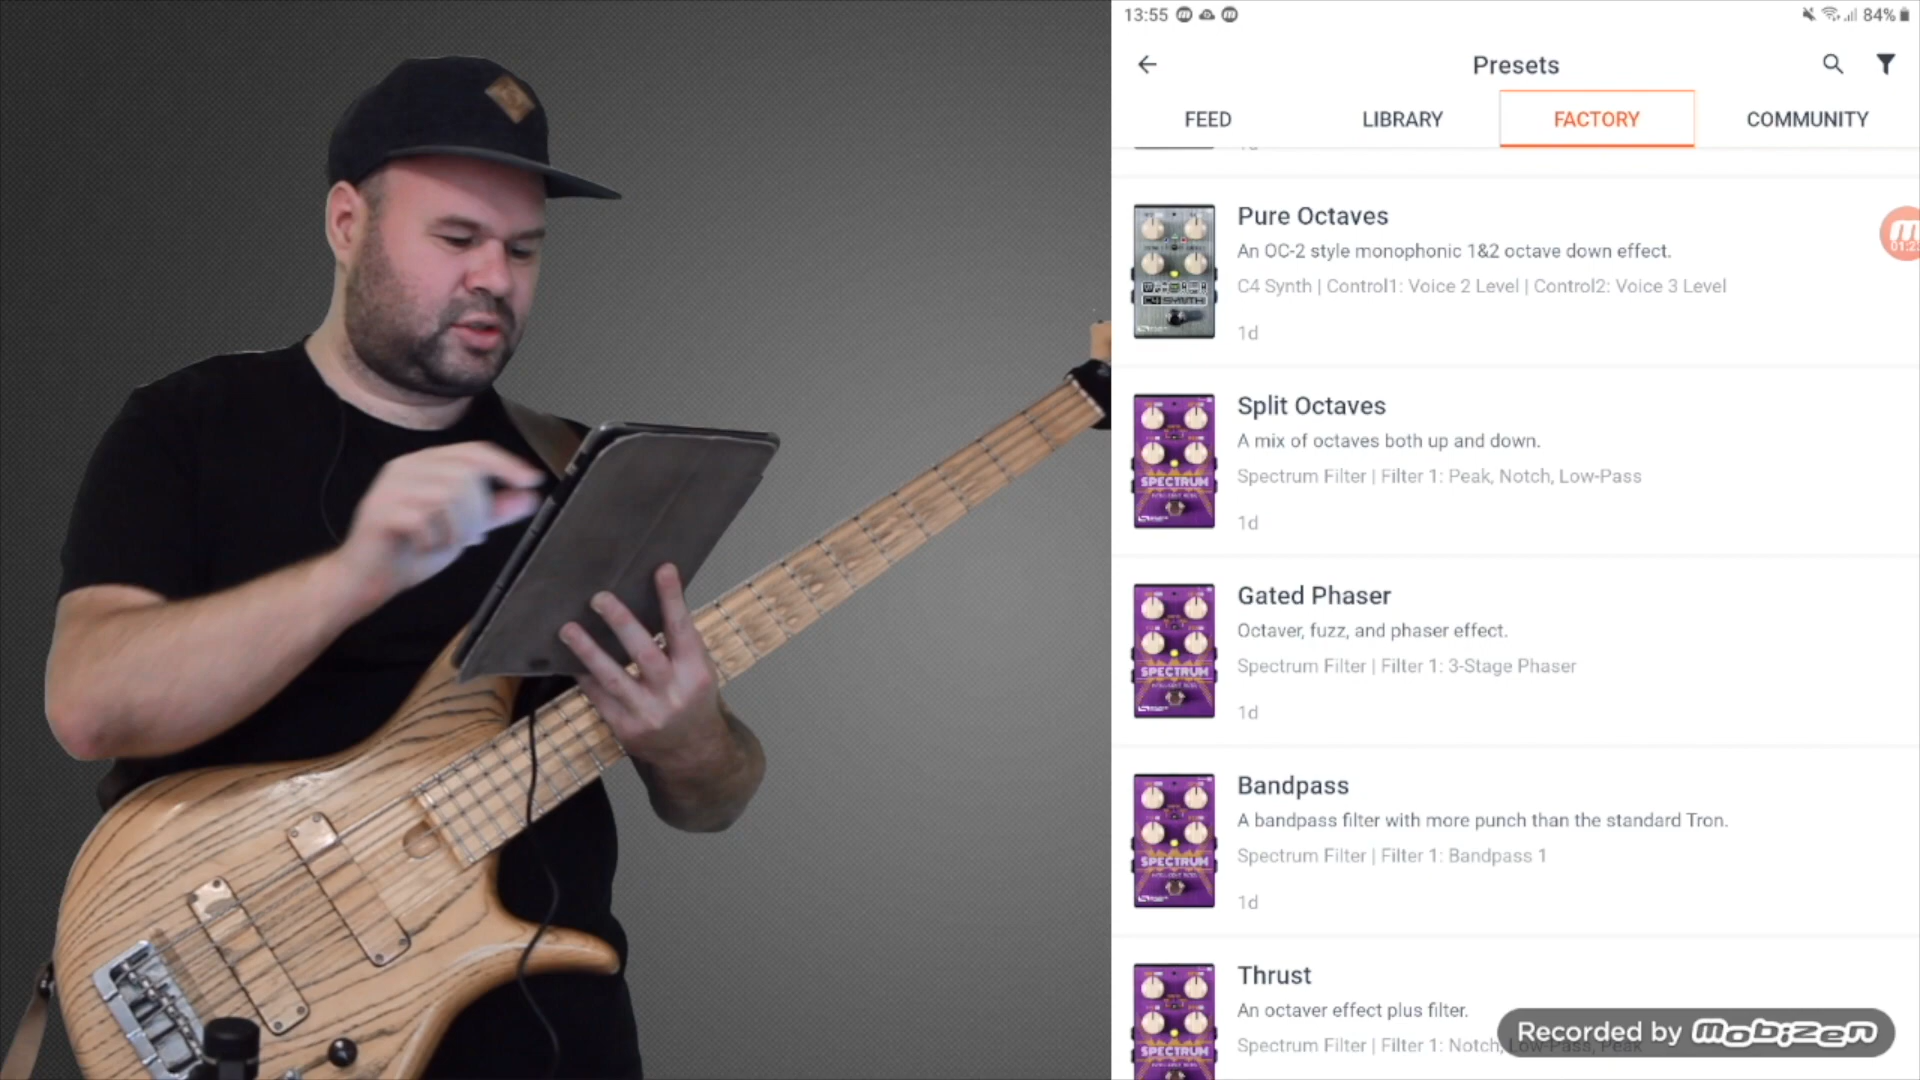 13:55
84%
Presets
FEED
LIBRARY
FACTORY
COMMUNITY
Pure Octaves
An OC-2 style monophonic 1&2 octave down effect.
C4 Synth | Control1: Voice 2 Level | Control2: Voice 3 Level
1d
C4 SYNTH
Split Octaves
A mix of octaves both up and down.
Spectrum Filter | Filter 1: Peak, Notch, Low-Pass
1d
SPECTRUM
Gated Phaser
Octaver, fuzz, and phaser effect.
Spectrum Filter | Filter 1: 3-Stage Phaser
1d
SPECTRUM
Bandpass
A bandpass filter with more punch than the standard Tron.
Spectrum Filter | Filter 1: Bandpass 1
1d
SPECTRUM
Thrust
An octaver effect plus filter.
Spectrum Filter | Filter 1: Notch, Low-Pass, Peak
SPECTRUM
Recorded by mobizen